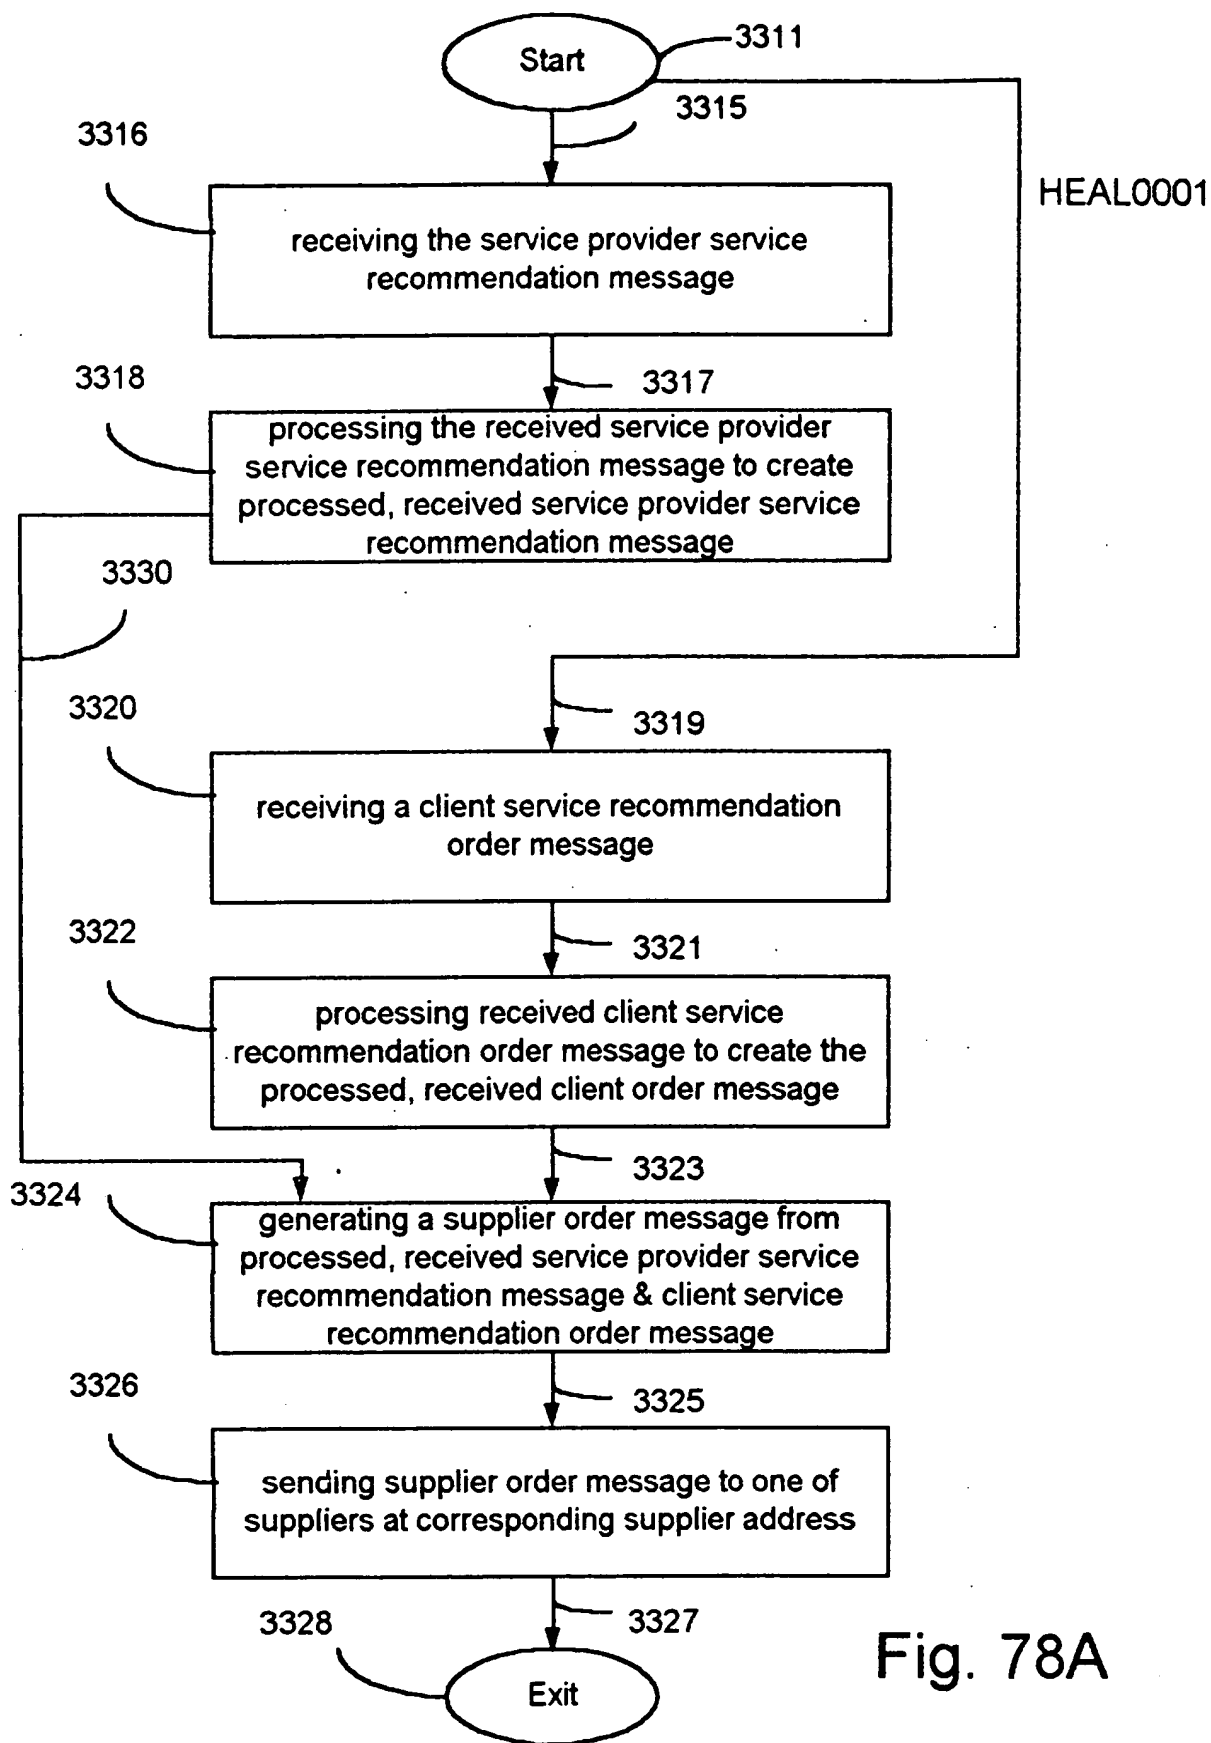 Start
3311
3315
3316
HEAL0001
receiving the service provider service
recommendation message
3318
3317
processing the received service provider
service recommendation message to create
processed, received service provider service
recommendation message
3330
3320
3319
receiving a client service recommendation
order message
3322
3321
processing received client service
recommendation order message to create the
processed, received client order message
3323
3324
generating a supplier order message from
processed, received service provider service
recommendation message & client service
recommendation order message
3326
3325
sending supplier order message to one of
suppliers at corresponding supplier address
3328
3327
Exit
Fig. 78A